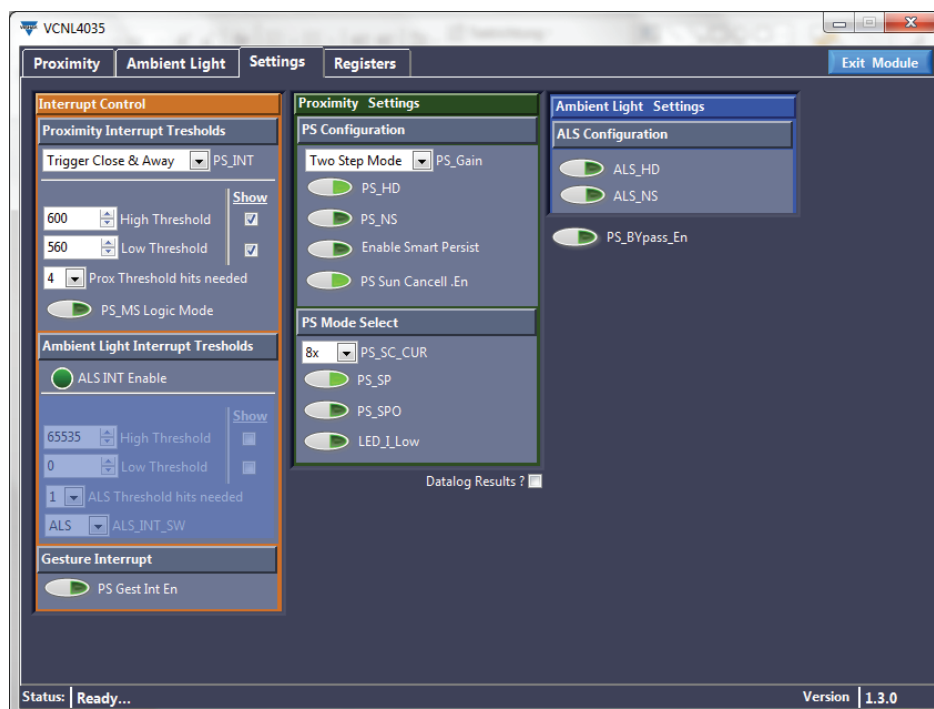 VCNL4035
Proximity
Ambient Light
Settings
Registers
Exit Module
Interrupt Control
Proximity Interrupt Tresholds
Trigger Close & Away PS_INT
Show
600 High Threshold
560 Low Threshold
4 Prox Threshold hits needed
PS_MS Logic Mode
Ambient Light Interrupt Tresholds
ALS INT Enable
Show
65535 High Threshold
0 Low Threshold
1 ALS Threshold hits needed
ALS ALS_INT_SW
Gesture Interrupt
PS Gest Int En
Proximity Settings
PS Configuration
Two Step Mode PS_Gain
PS_HD
PS_NS
Enable Smart Persist
PS Sun Cancell .En
PS Mode Select
8x PS_SC_CUR
PS_SP
PS_SPO
LED_I_Low
Datalog Results ?
Ambient Light Settings
ALS Configuration
ALS_HD
ALS_NS
PS_BYpass_En
Status: Ready...
Version 1.3.0